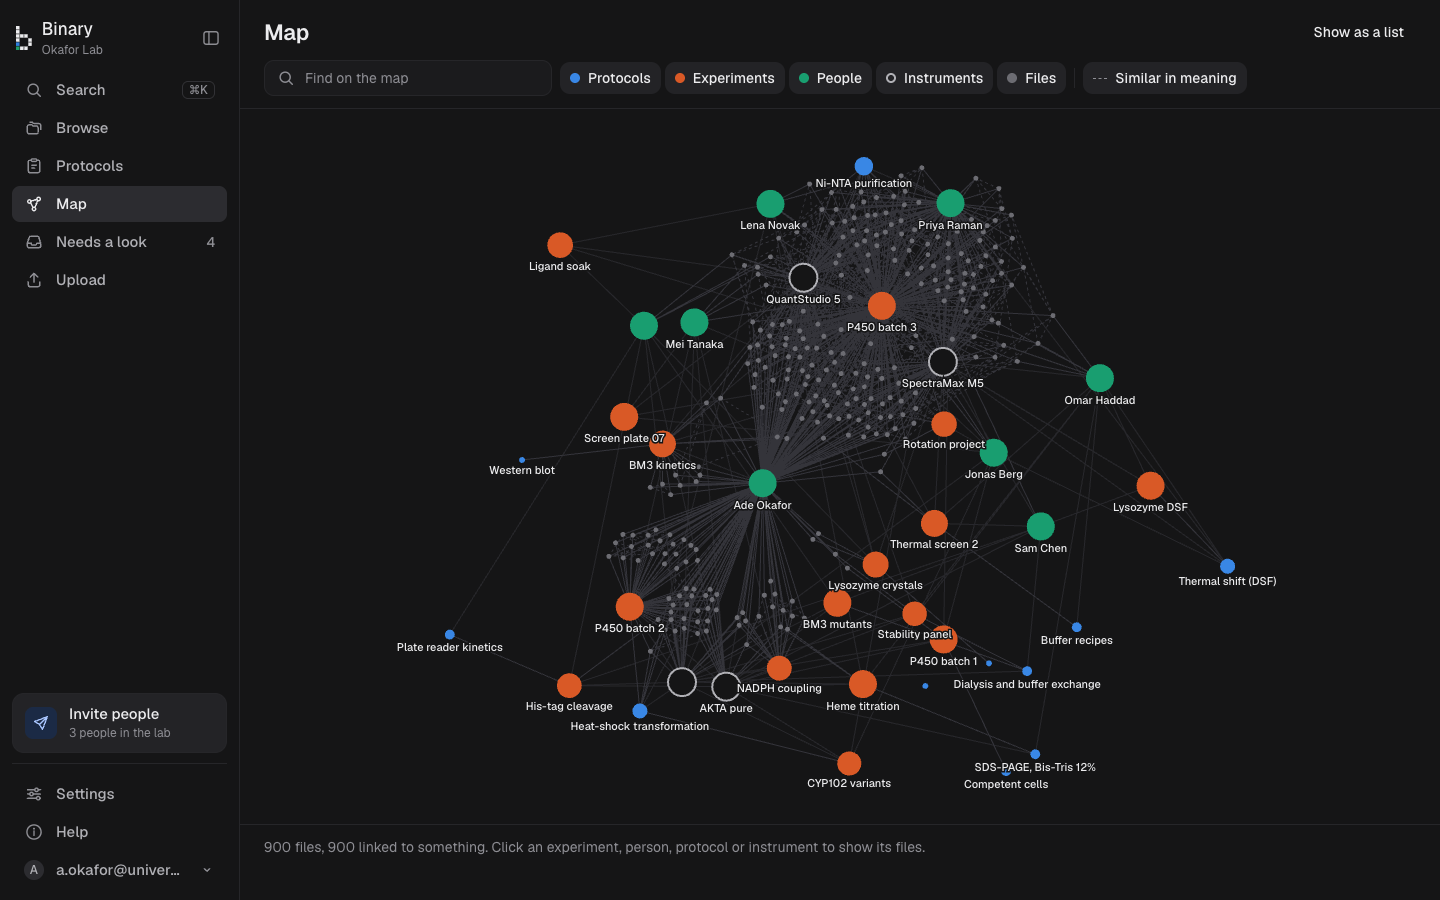 Binary
Okafor Lab
Search ⌘K
Browse
Protocols
Map
Needs a look 4
Upload
Invite people
3 people in the lab
Settings
Help
A a.okafor@univer...
Map
Show as a list
Find on the map
Protocols
Experiments
People
Instruments
Files
Similar in meaning
Ni-NTA purification
Lena Novak
Priya Raman
Ligand soak
QuantStudio 5
P450 batch 3
Mei Tanaka
SpectraMax M5
Omar Haddad
Screen plate 07
Rotation project
BM3 kinetics
Western blot
Jonas Berg
Ade Okafor
Lysozyme DSF
Thermal screen 2
Sam Chen
Thermal shift (DSF)
Lysozyme crystals
BM3 mutants
P450 batch 2
Stability panel
Buffer recipes
Plate reader kinetics
P450 batch 1
Dialysis and buffer exchange
NADPH coupling
His-tag cleavage
AKTA pure
Heme titration
Heat-shock transformation
SDS-PAGE, Bis-Tris 12%
CYP102 variants
Competent cells
900 files, 900 linked to something. Click an experiment, person, protocol or instrument to show its files.